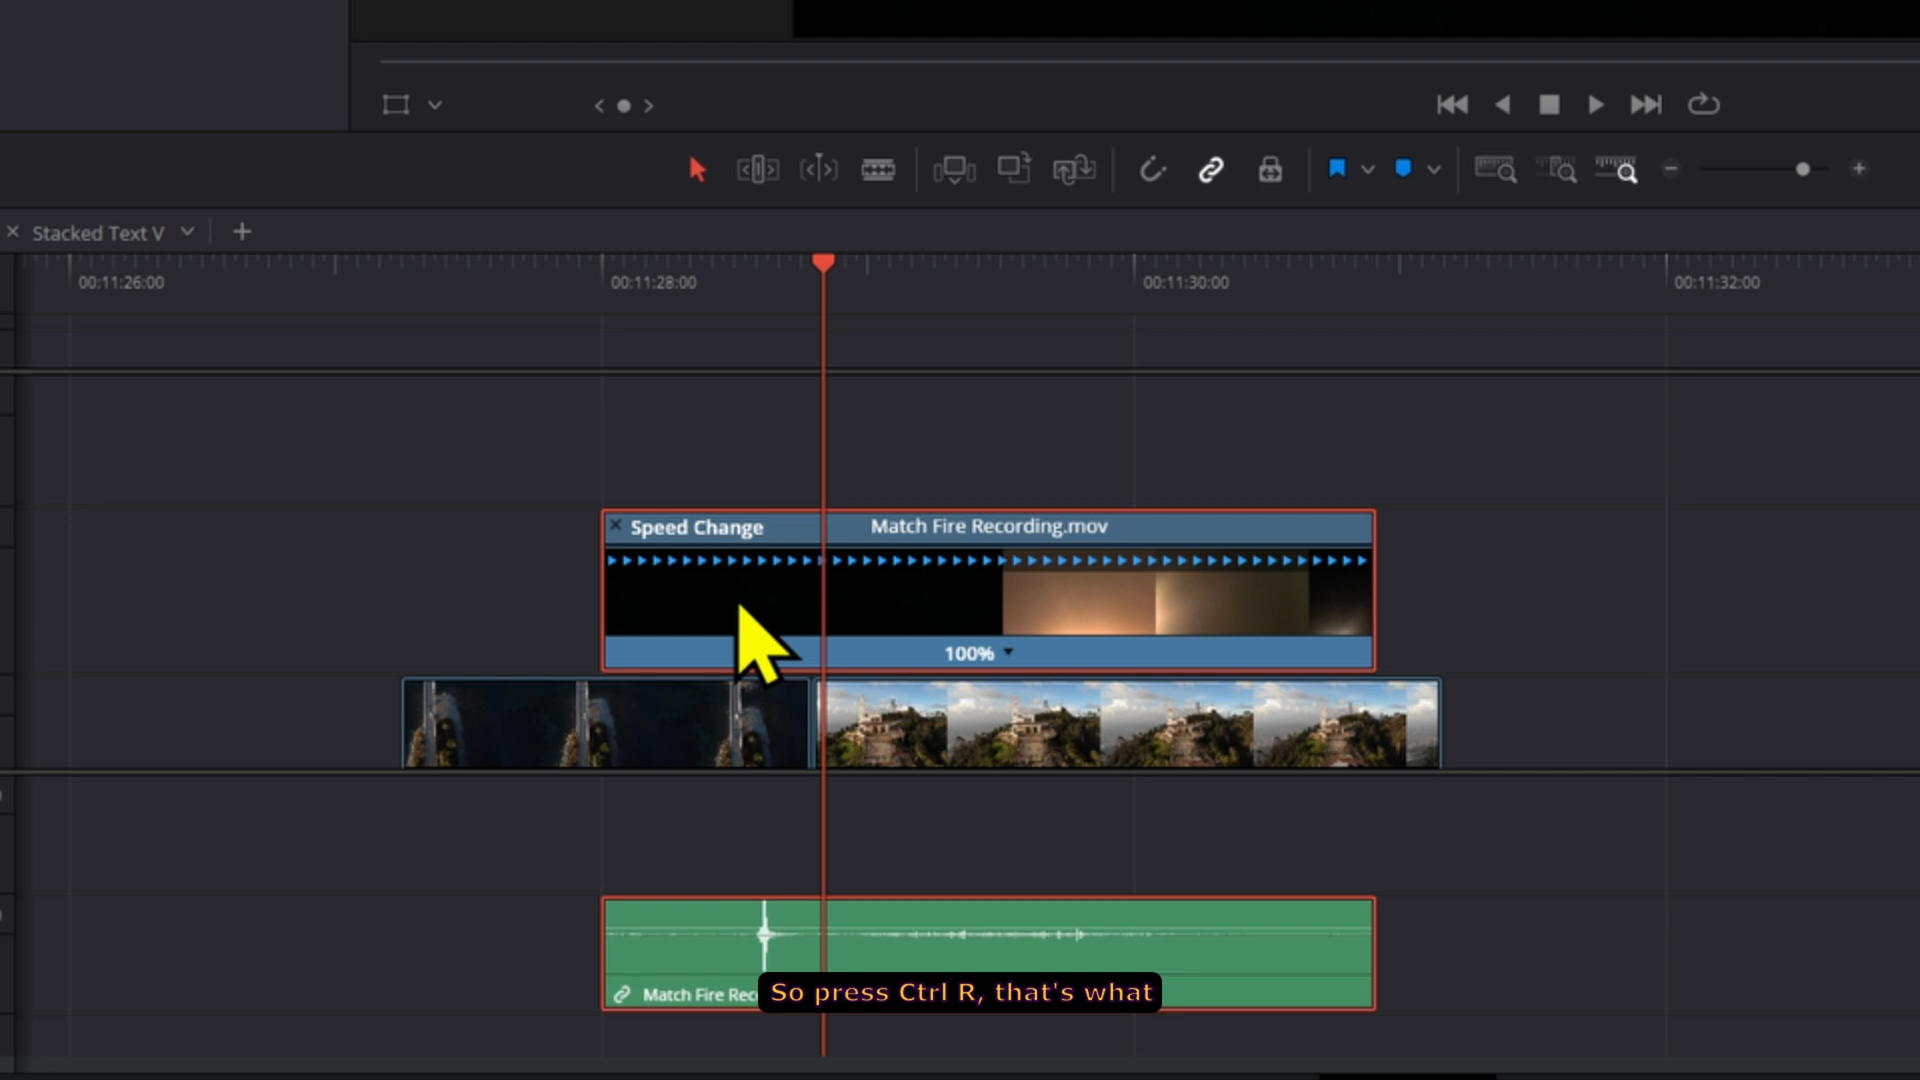 Stacked Text V
00:11:26:00
00:11:28:00
00:11:30:00
00:11:32:00
Speed Change
Match Fire Recording.mov
100%
Match Fire Rec
So press Ctrl R, that's what